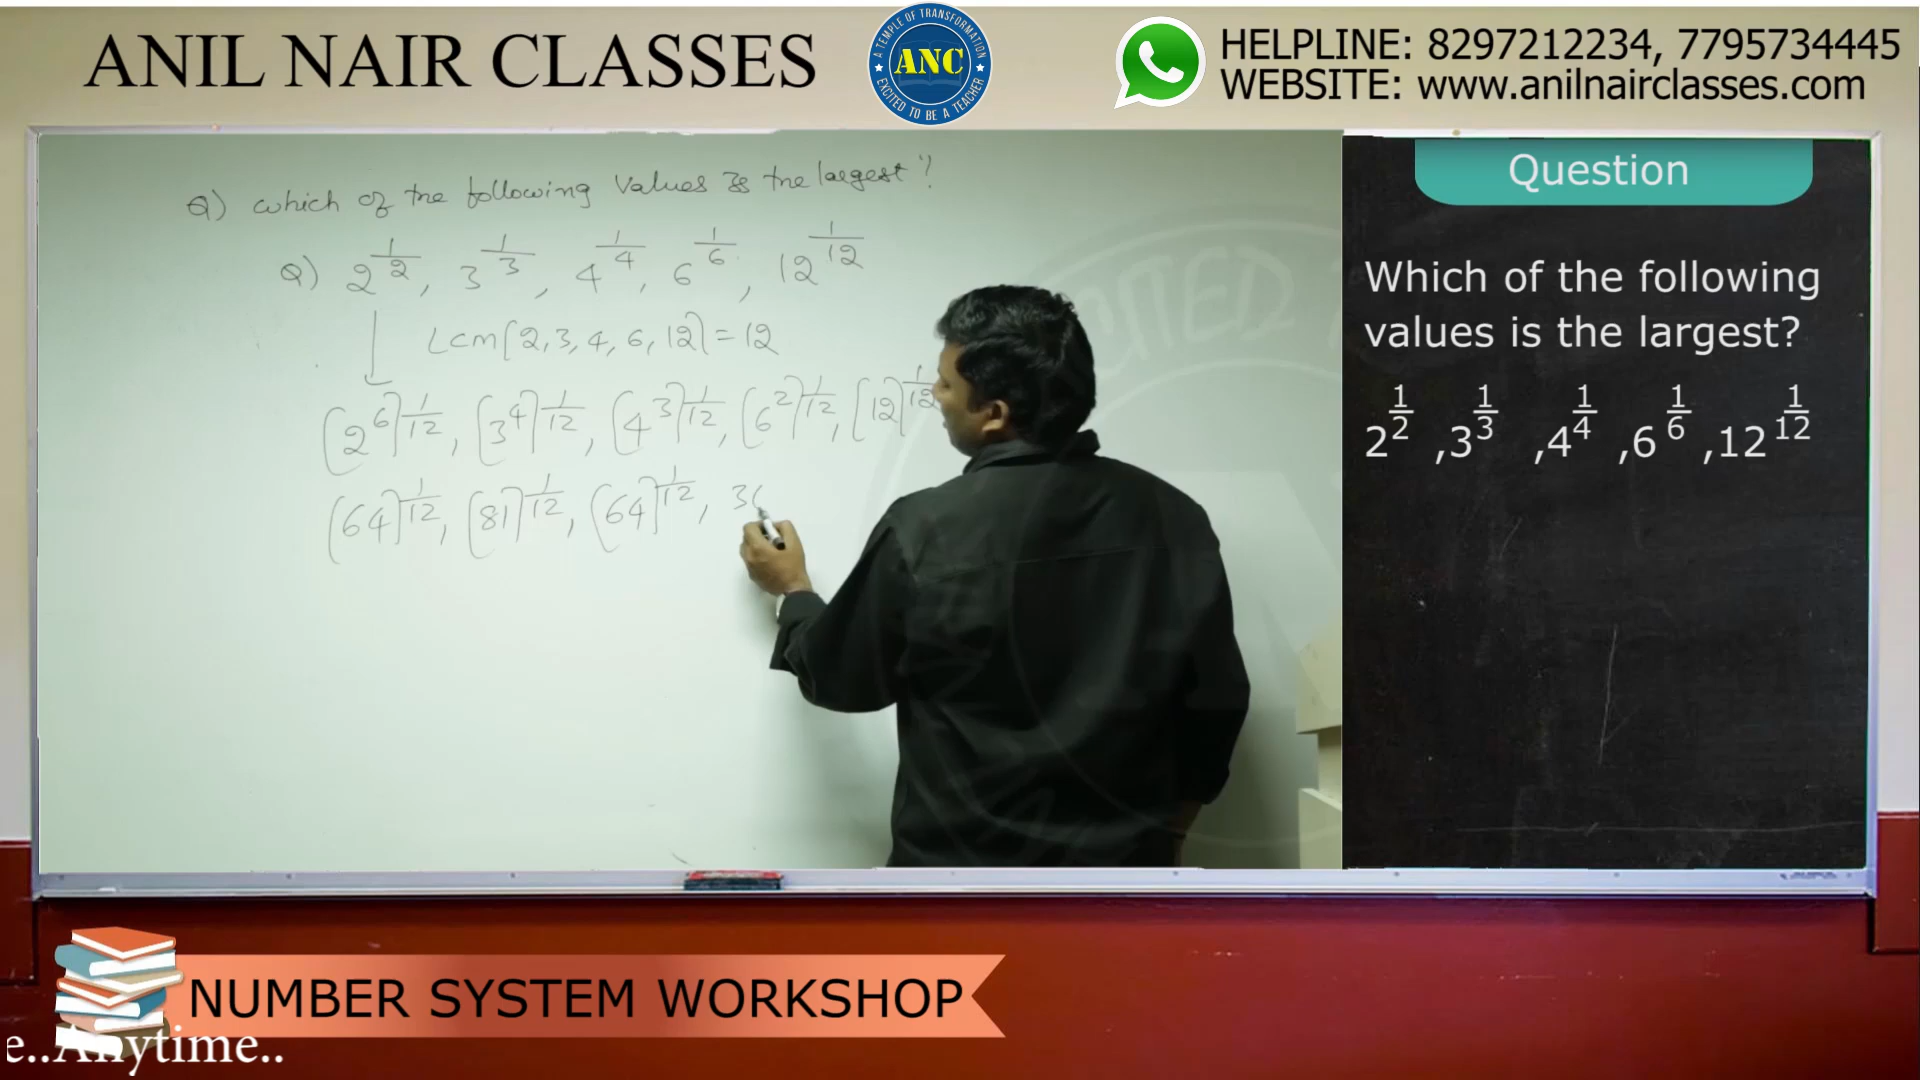 ANIL NAIR CLASSES
A TEMPLE OF TRANSFORMATION
ANC
EXCITED TO BE A TEACHER
HELPLINE: 8297212234, 7795734445
WEBSITE: www.anilnairclasses.com
Q) which of the following values is the largest?
Q) 2^(1/2), 3^(1/3), 4^(1/4), 6^(1/6), 12^(1/12)
LCM[2,3,4,6,12]=12
[2^6]^(1/12), [3^4]^(1/12), [4^3]^(1/12), [6^2]^(1/12), [12]^(1/12)
[64]^(1/12), [81]^(1/12), [64]^(1/12), 36
Question
Which of the following
values is the largest?
2^(1/2) ,3^(1/3) ,4^(1/4) ,6^(1/6) ,12^(1/12)
NUMBER SYSTEM WORKSHOP
e..Anytime..